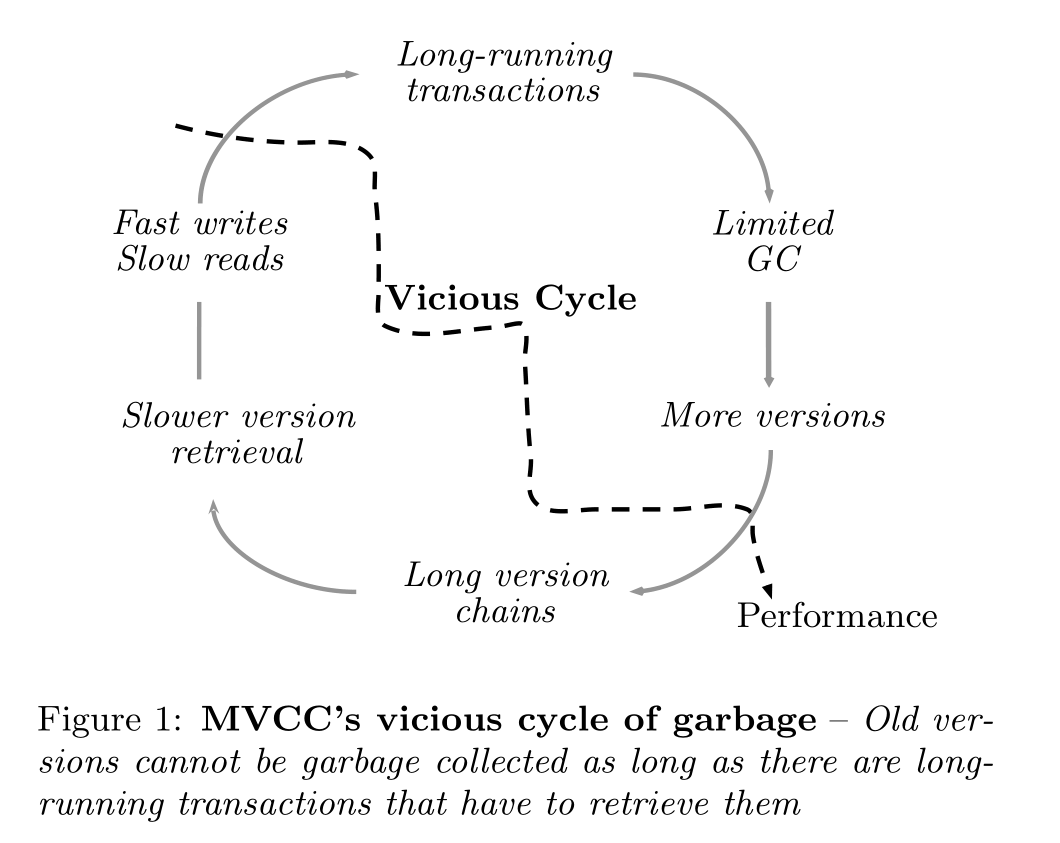 Long-running
transactions
Fast writes
Slow reads
Limited
GC
Vicious Cycle
Slower version
retrieval
More versions
Long version
chains
Performance
Figure 1: MVCC's vicious cycle of garbage – Old ver-
sions cannot be garbage collected as long as there are long-
running transactions that have to retrieve them